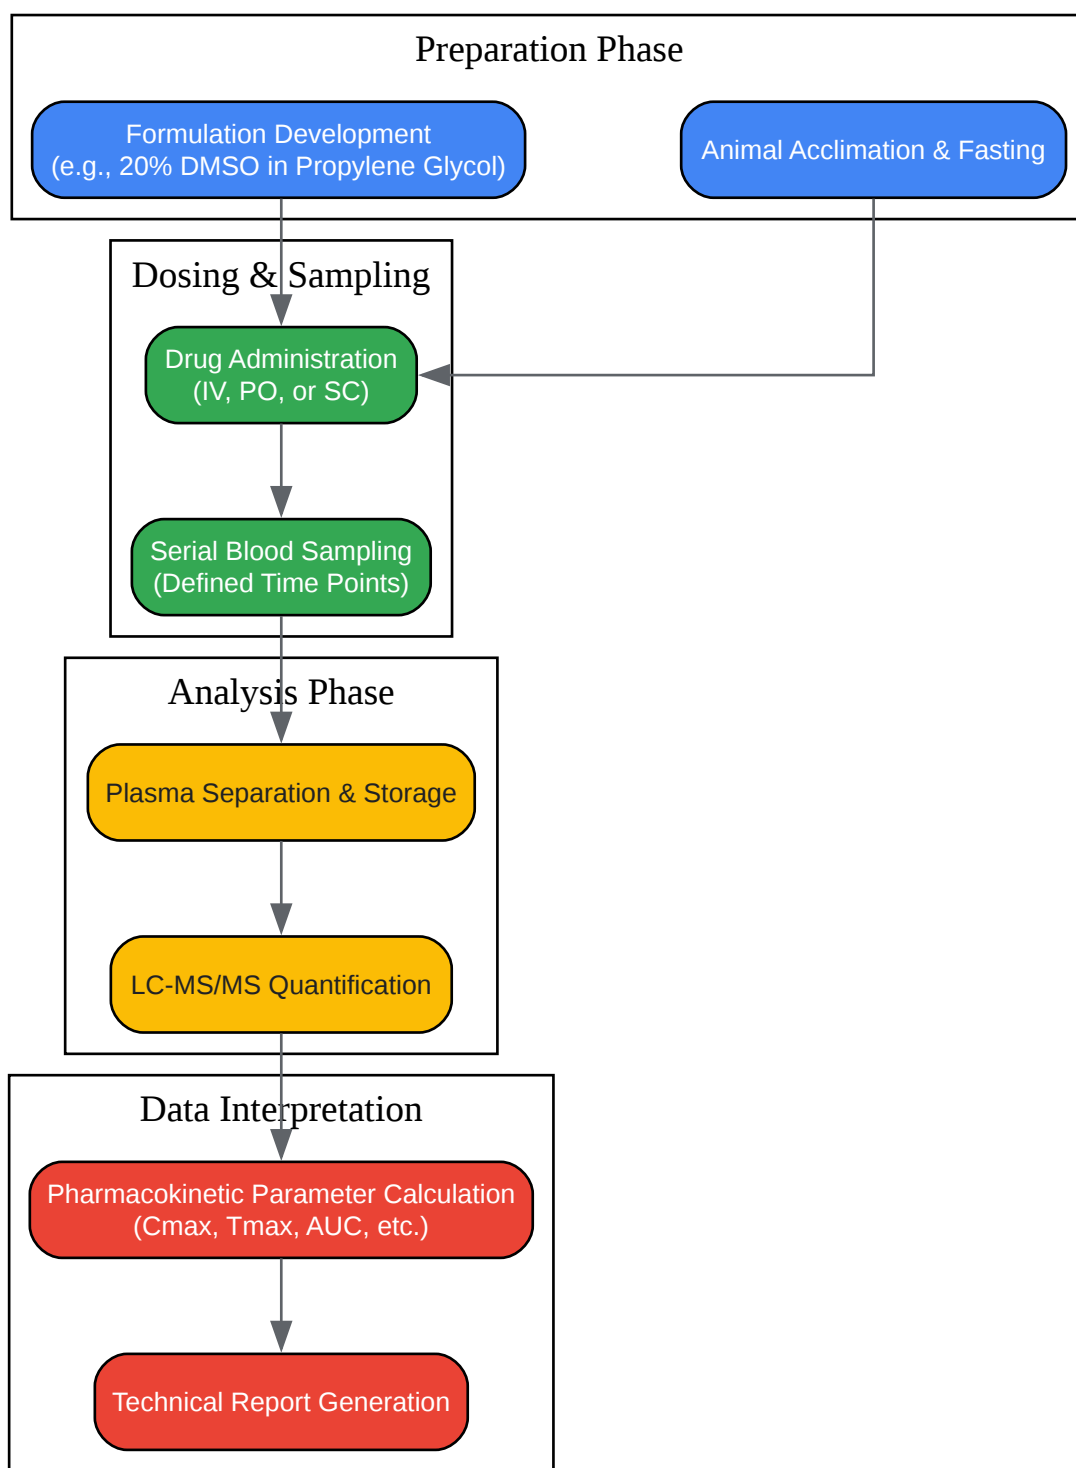 Preparation Phase
Formulation Development
(e.g., 20% DMSO in Propylene Glycol)
Animal Acclimation & Fasting
Dosing & Sampling
Drug Administration
(IV, PO, or SC)
Serial Blood Sampling
(Defined Time Points)
Analysis Phase
Plasma Separation & Storage
LC-MS/MS Quantification
Data Interpretation
Pharmacokinetic Parameter Calculation
(Cmax, Tmax, AUC, etc.)
Technical Report Generation